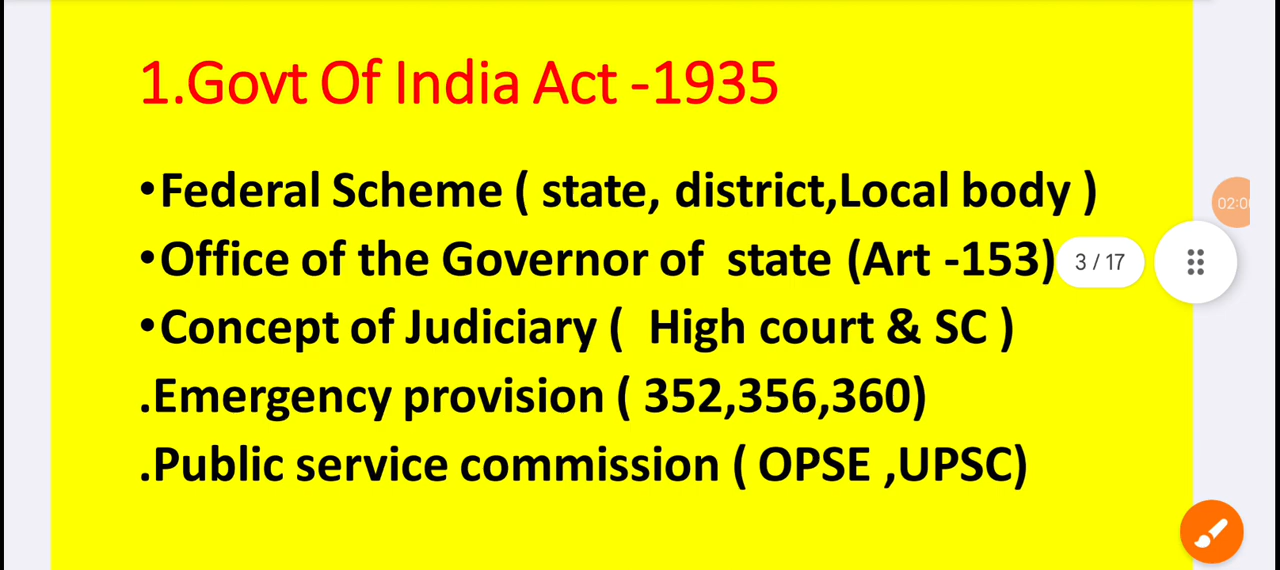 1.Govt Of India Act -1935
•Federal Scheme ( state, district,Local body )
•Office of the Governor of state (Art -153)
3 / 17
•Concept of Judiciary ( High court & SC )
.Emergency provision ( 352,356,360)
.Public service commission ( OPSE ,UPSC)